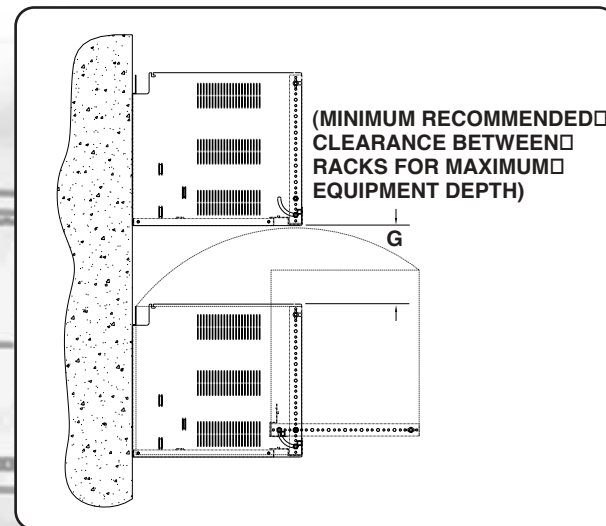 (MINIMUM RECOMMENDED□
CLEARANCE BETWEEN□
RACKS FOR MAXIMUM□
EQUIPMENT DEPTH)
G